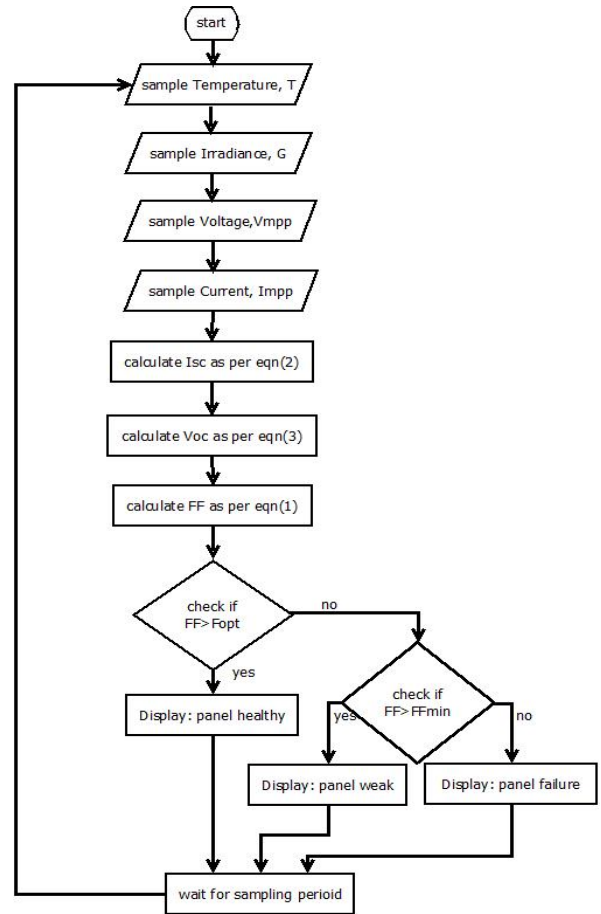 start
sample Temperature, T
sample Irradiance, G
sample Voltage,Vmpp
sample Current, Impp
calculate Isc as per eqn(2)
calculate Voc as per eqn(3)
calculate FF as per eqn(1)
check if
FF>Fopt
no
yes
check if
FF>FFmin
yes
no
Display: panel healthy
Display: panel weak
Display: panel failure
wait for sampling perioid